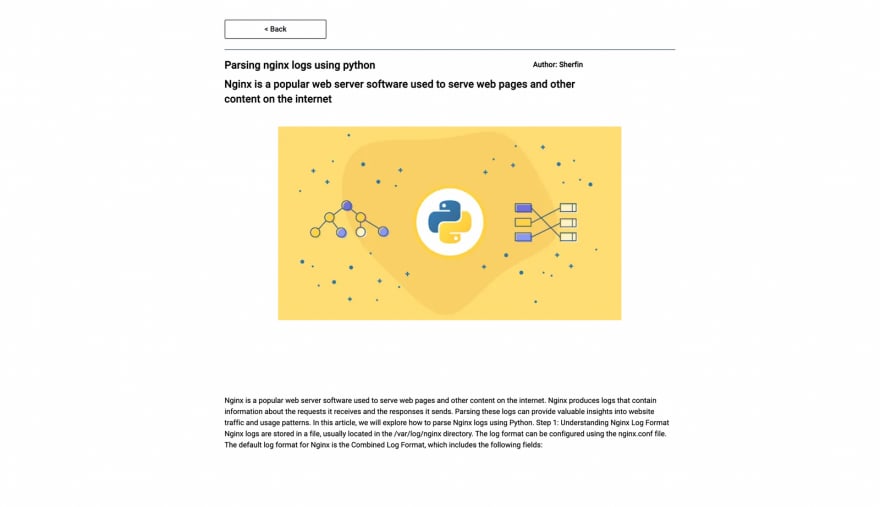 < Back
Parsing nginx logs using python
Author: Sherfin
Nginx is a popular web server software used to serve web pages and other
content on the internet
Nginx is a popular web server software used to serve web pages and other content on the internet. Nginx produces logs that contain
information about the requests it receives and the responses it sends. Parsing these logs can provide valuable insights into website
traffic and usage patterns. In this article, we will explore how to parse Nginx logs using Python. Step 1: Understanding Nginx Log Format
Nginx logs are stored in a file, usually located in the /var/log/nginx directory. The log format can be configured using the nginx.conf file.
The default log format for Nginx is the Combined Log Format, which includes the following fields: